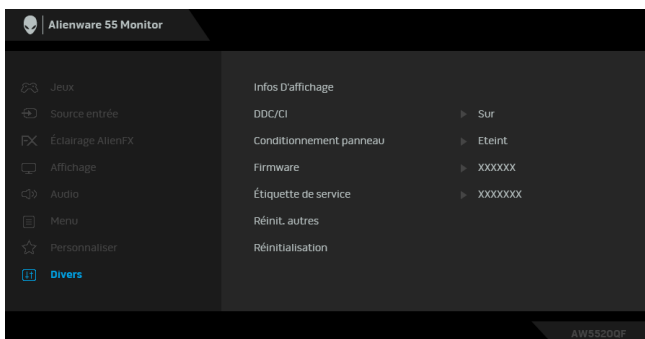 Alienware 55 Monitor
Jeux
Source entrée
Éclairage AlienFX
Affichage
Audio
Menu
Personnaliser
Divers
Infos D'affichage
DDC/CI Sur
Conditionnement panneau Eteint
Firmware XXXXXX
Étiquette de service XXXXXXX
Réinit. autres
Réinitialisation
AW5520QF